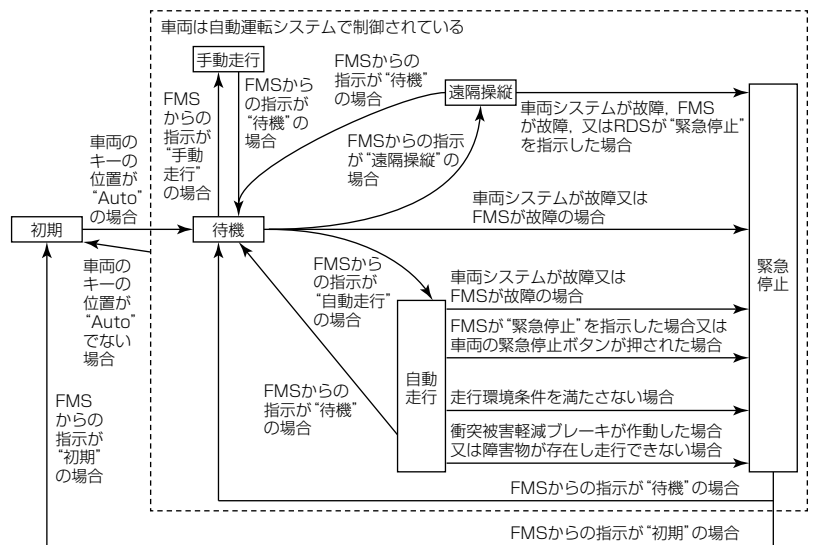 車両は自動運転システムで制御されている
手動走行
FMS
からの
指示が
“手動
走行”
の場合
FMSか
らの
指示が
“待機”の
場合
FMSからの
指示が“待機”
の場合
遠隔操縦
車両システムが故障，FMS
が故障，又はRDSが“緊急停止”
を指示した場合
FMSからの指示
が“遠隔操縦”の
場合
車両の
キーの
位置が
“Auto”
の場合
初期
待機
車両システムが故障又は
FMSが故障の場合
緊急
停止
車両の
キーの
位置が
“Auto”
でない
場合
FMSから
の指示が
“自動走行”
の場合
車両システムが故障又は
FMSが故障の場合
FMSが“緊急停止”を指示した場合又は
車両の緊急停止ボタンが押された場合
自動
走行
走行環境条件を満たさない場合
衝突被害軽減ブレーキが作動した場合
又は障害物が存在し走行できない場合
FMSからの
指示が“待機”
の場合
FMS
からの
指示が
“初期”
の場合
FMSからの指示が“待機”の場合
FMSからの指示が“初期”の場合